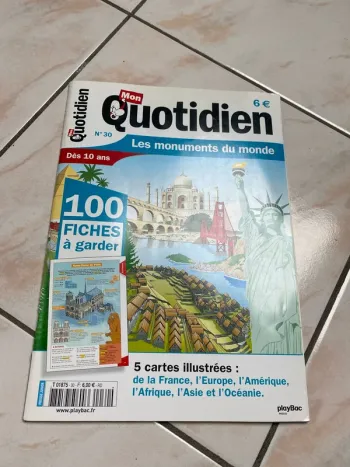 Quotidien
Mon
Quotidien
6 €
N° 30
Les monuments du monde
Dès 10 ans
100
FICHES
à garder
5 cartes illustrées :
de la France, l'Europe, l'Amérique,
l'Afrique, l'Asie et l'Océanie.
www.playbac.fr
playBac